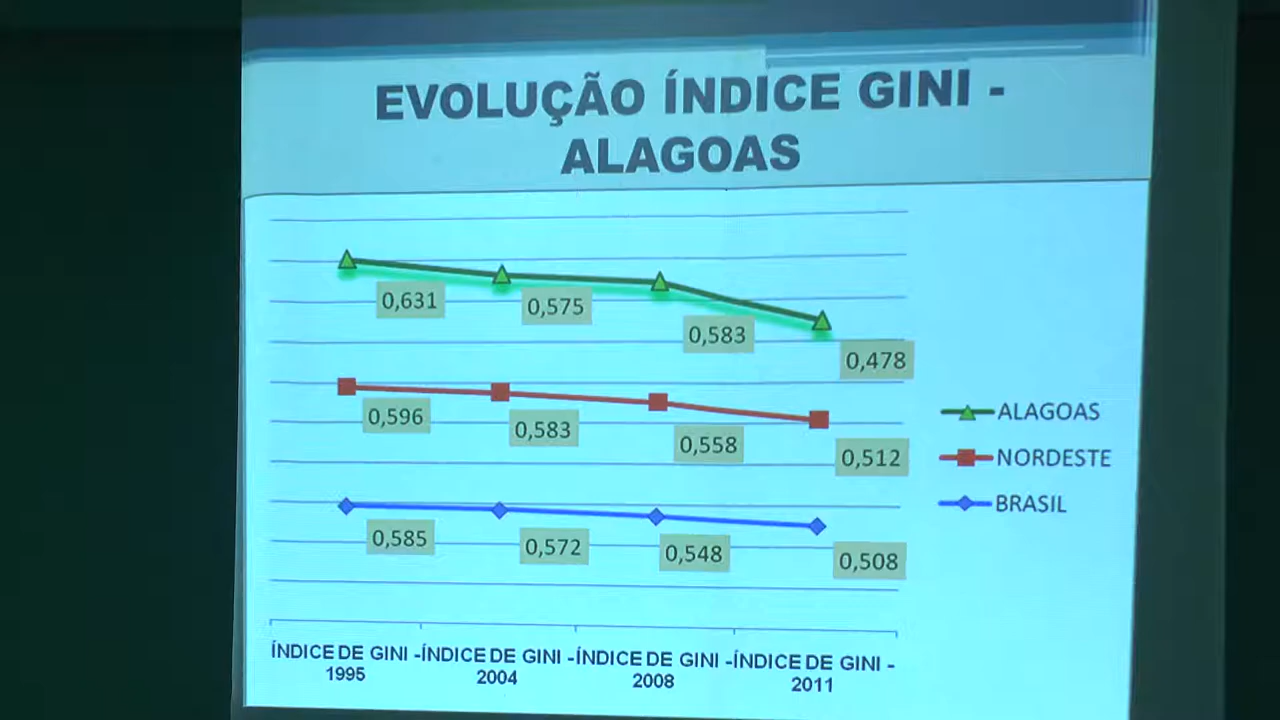 EVOLUÇÃO ÍNDICE GINI -
ALAGOAS
0,631
0,575
0,583
0,478
0,596
0,583
0,558
0,512
0,585
0,572
0,548
0,508
ALAGOAS
NORDESTE
BRASIL
ÍNDICE DE GINI -
1995
ÍNDICE DE GINI -
2004
ÍNDICE DE GINI -
2008
ÍNDICE DE GINI -
2011